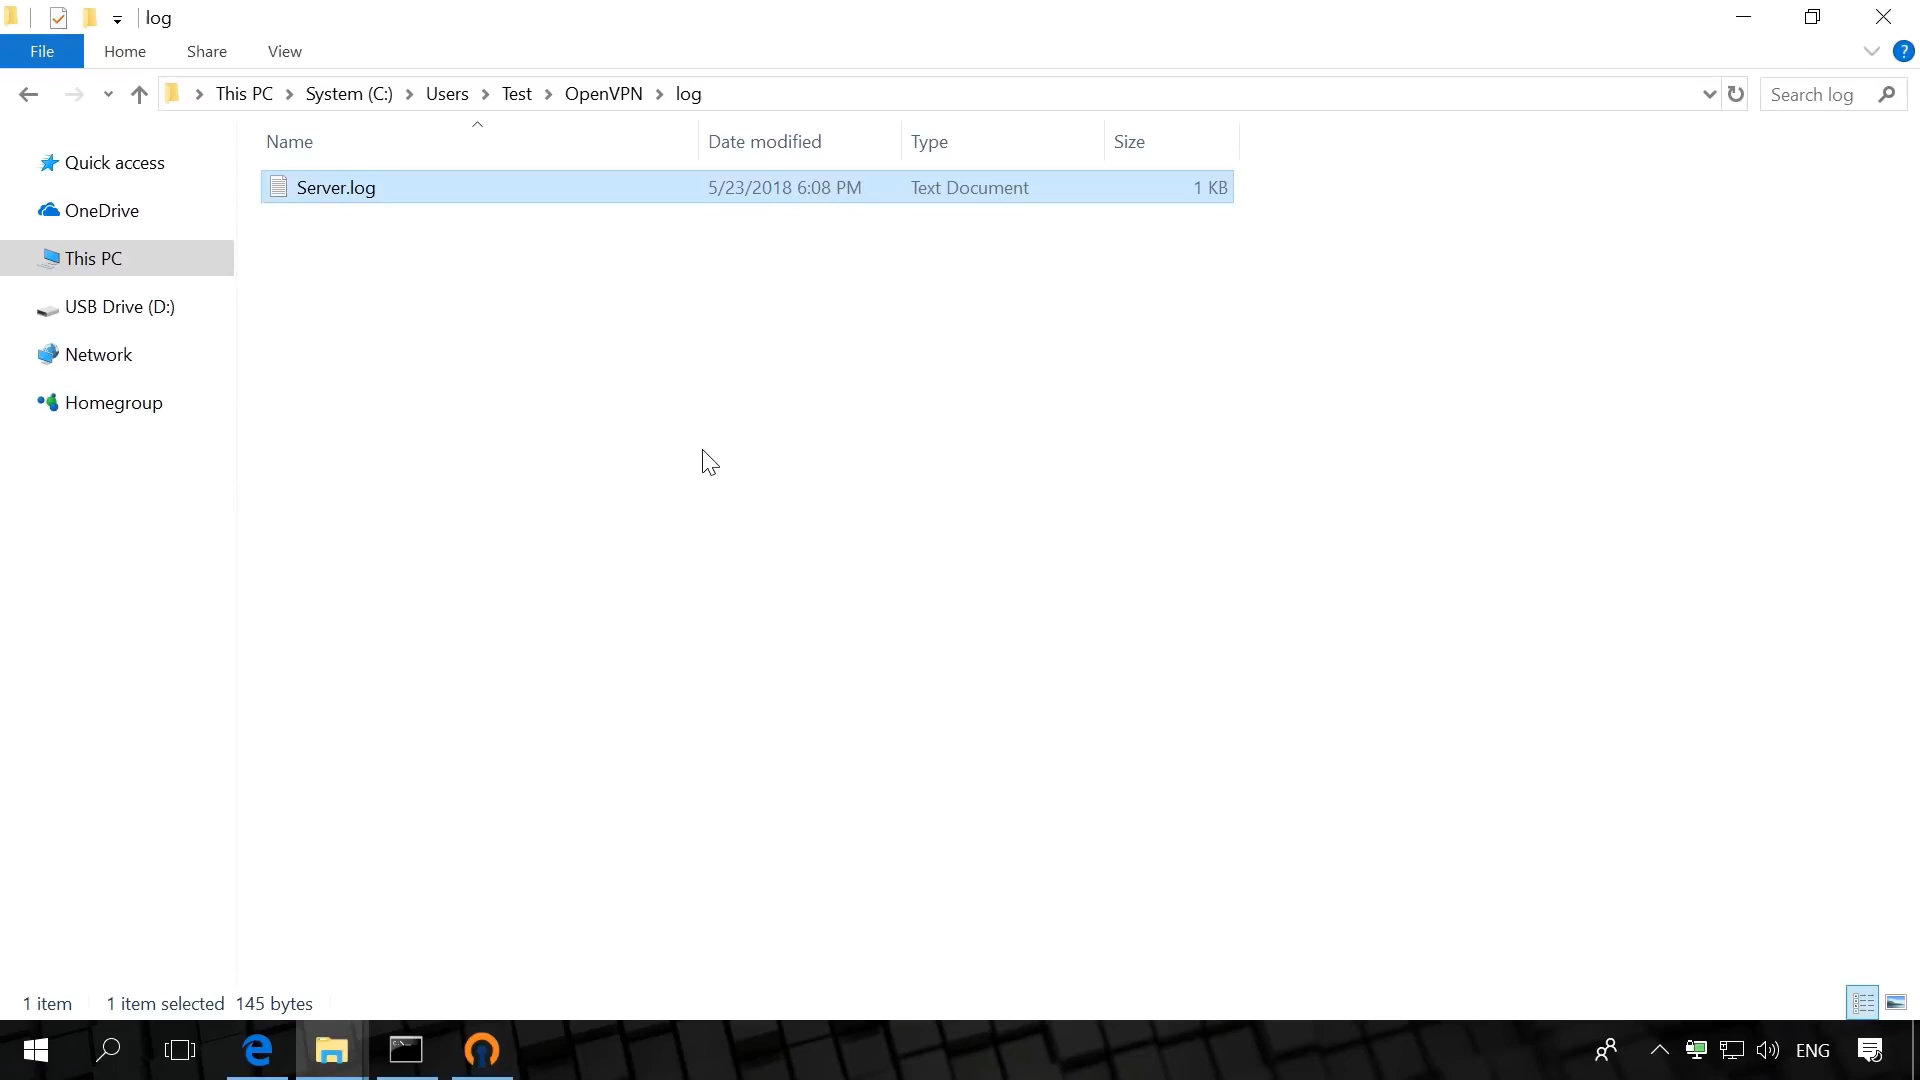 log
File Home Share View
This PC System (C:) Users Test OpenVPN log Search log
Name Date modified Type Size
Server.log 5/23/2018 6:08 PM Text Document 1 KB
Quick access
OneDrive
This PC
USB Drive (D:)
Network
Homegroup
1 item 1 item selected 145 bytes
ENG